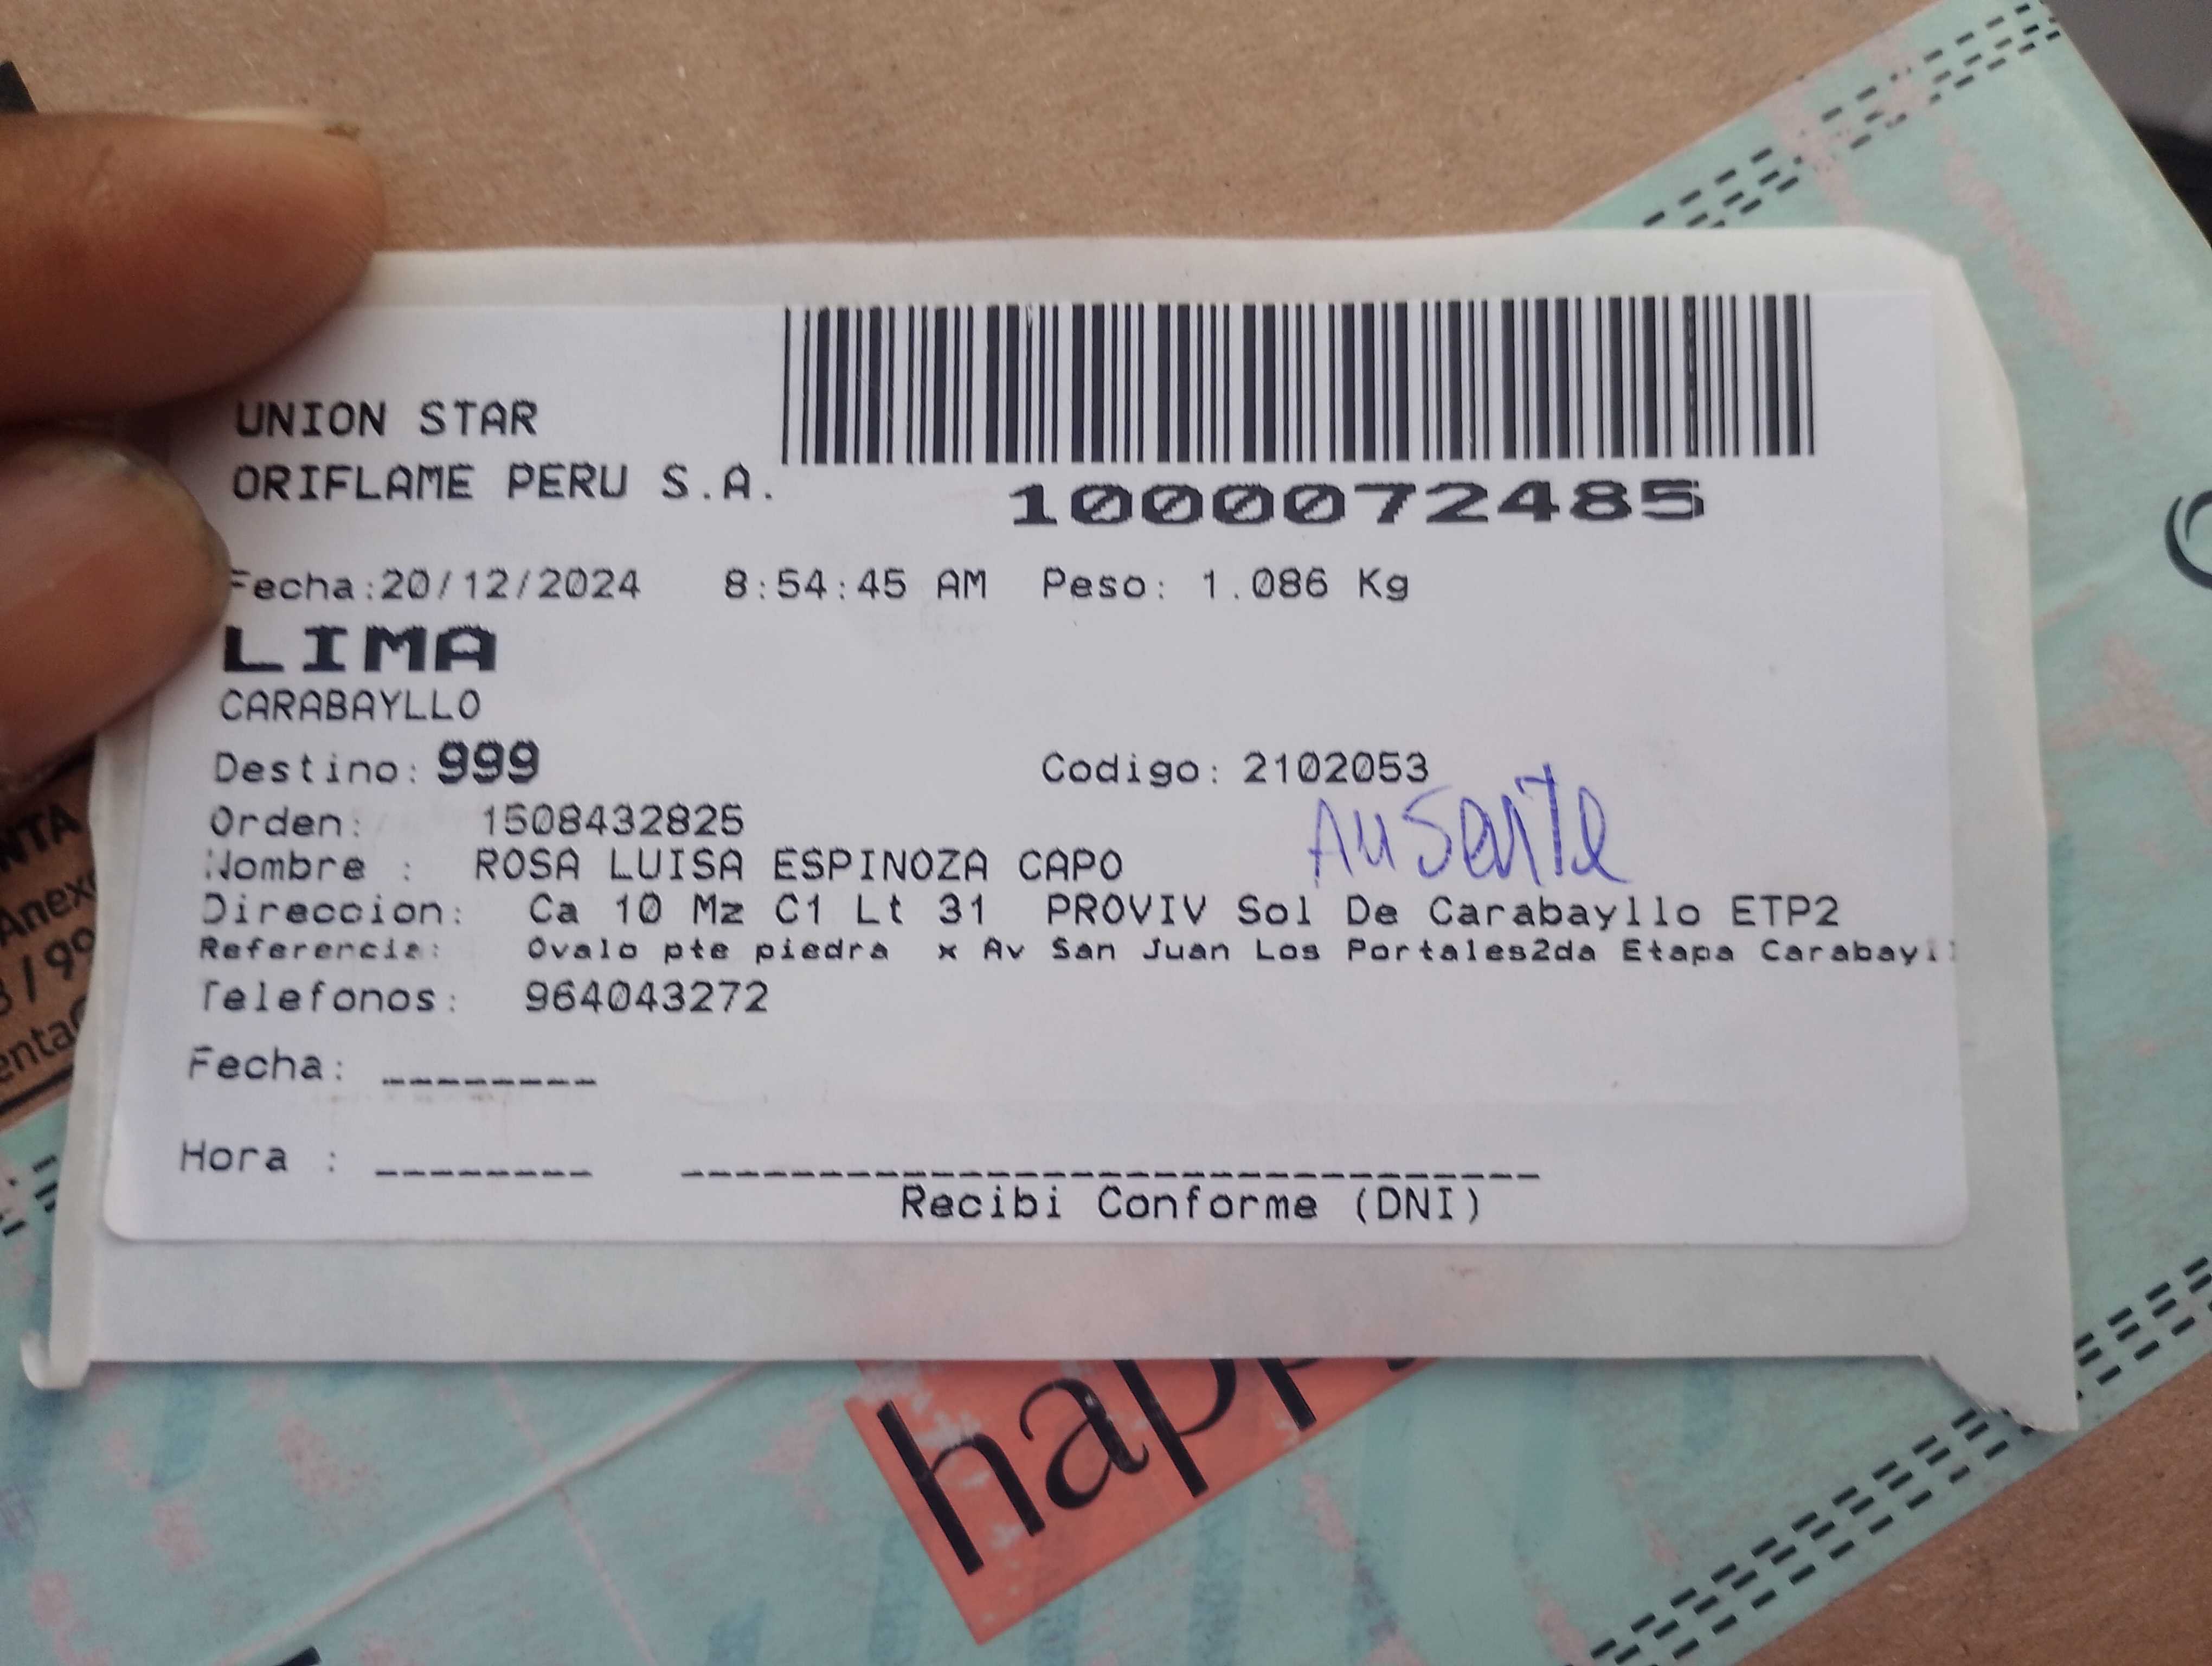 UNION STAR
ORIFLAME PERU S.A.
1000072485
Fecha:20/12/2024 8:54:45 AM Peso: 1.086 Kg
LIMA
CARABAYLLO
Destino: 999 Codigo: 2102053
Orden: 1508432825
Ausente
Nombre : ROSA LUISA ESPINOZA CAPO
Direccion: Ca 10 Mz C1 Lt 31 PROVIV Sol De Carabayllo ETP2
Referencia: Ovalo pte piedra x Av San Juan Los Portales2da Etapa Carabayl
Telefonos: 964043272
Fecha: _________
Hora : _________
Recibi Conforme (DNI)